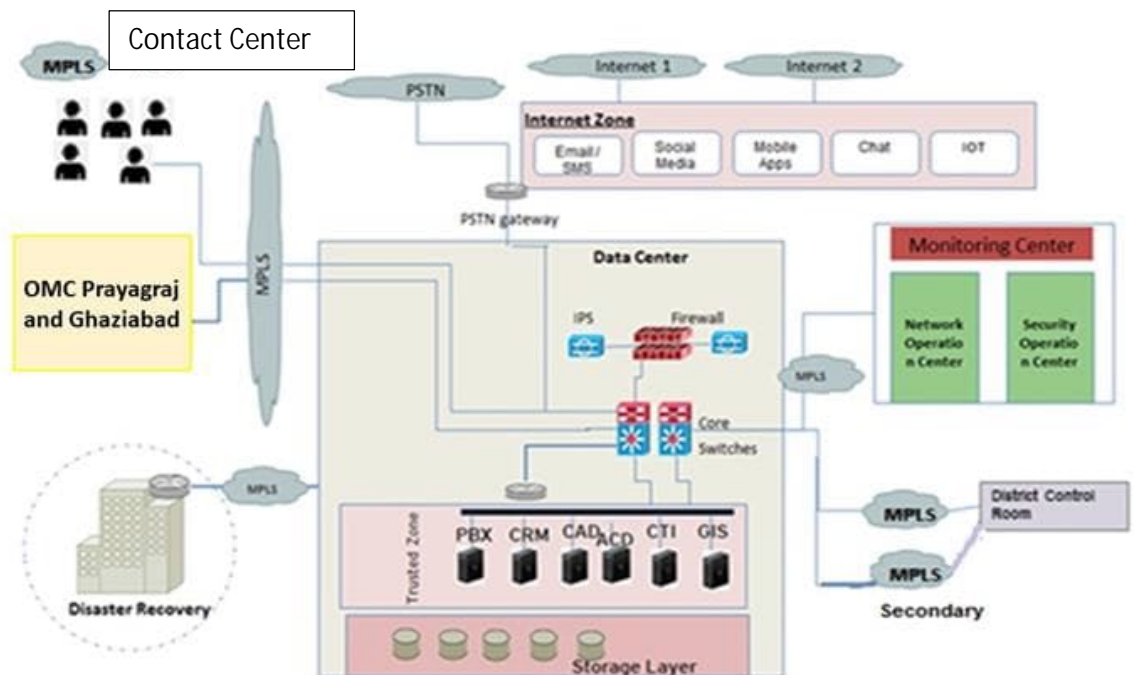 Contact Center
MPLS
PSTN
Internet 1
Internet 2
Internet Zone
Email/
SMS
Social
Media
Mobile
Apps
Chat
IOT
PSTN gateway
MPLS
OMC Prayagraj
and Ghaziabad
Data Center
IPS
Firewall
Core
Switches
Monitoring Center
Network
Operatio
n Center
Security
Operatio
n Center
MPLS
MPLS
Disaster Recovery
Trusted Zone
PBX
CRM
CAD
ACD
CTI
GIS
Storage Layer
MPLS
District Control
Room
MPLS
Secondary